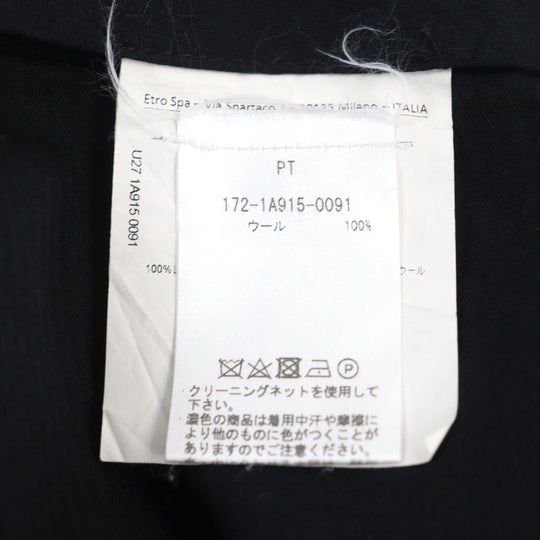 Etro Spa - Via Spartaco 3 - 20135 Milano - ITALIA
U27 1A915 0091
PT
172-1A915-0091
ウール 100%
100% ウール
クリーニングネットを使用して
下さい。
濃色の商品は着用中汗や摩擦に
より他のものに色がつくことが
ありますのでご注意ください。